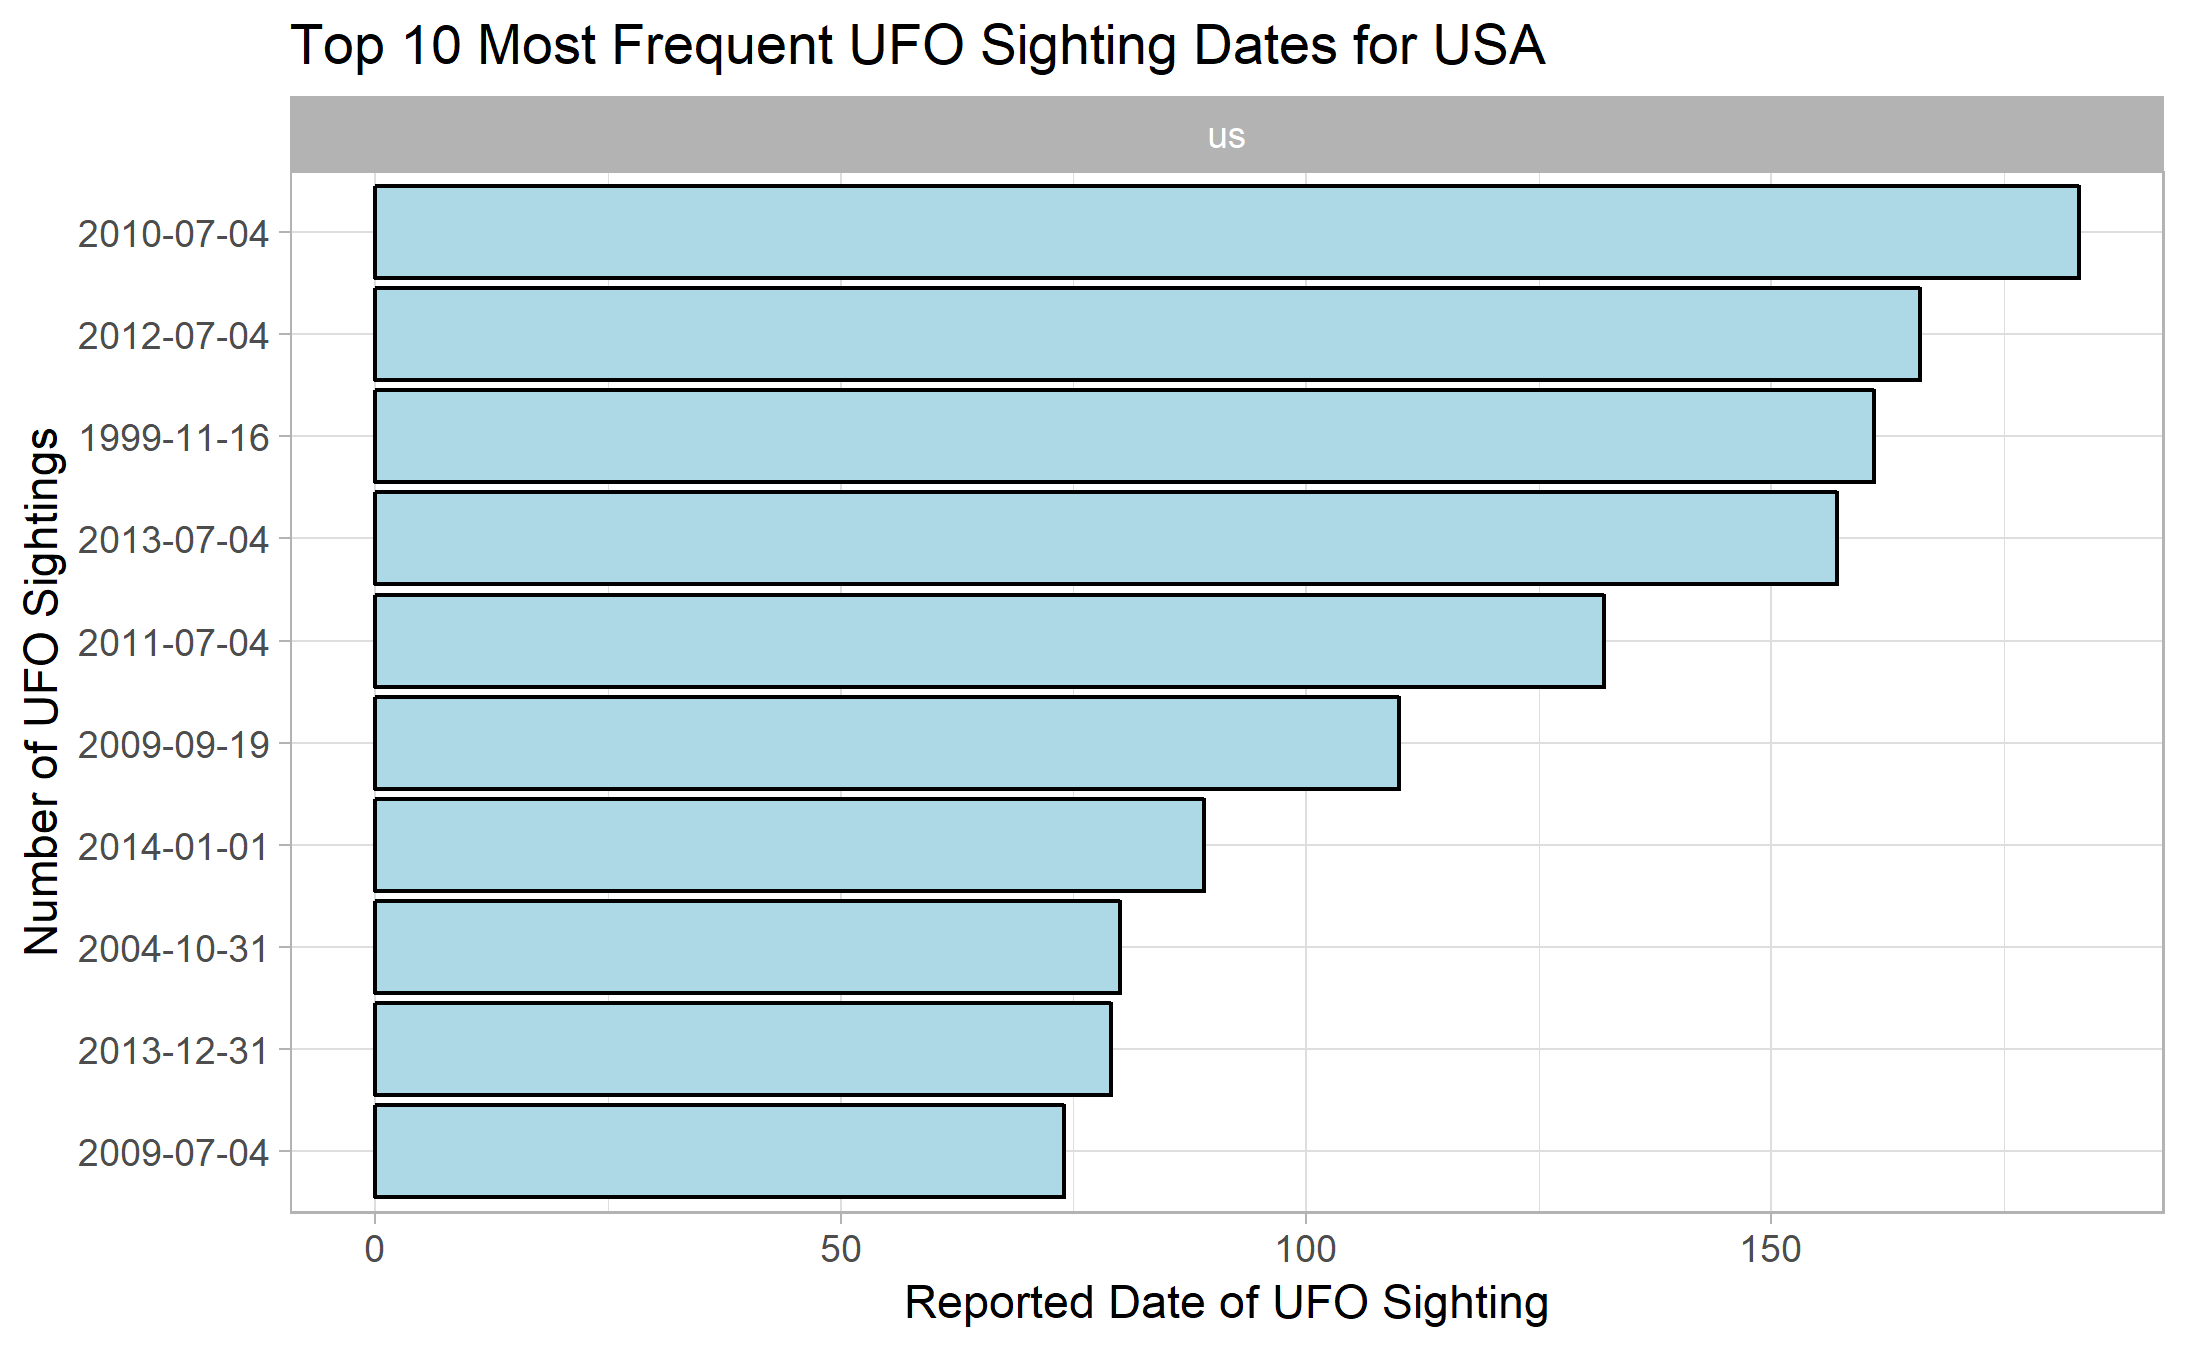 Top 10 Most Frequent UFO Sighting Dates for USA
us
Number of UFO Sightings
2010-07-04
2012-07-04
1999-11-16
2013-07-04
2011-07-04
2009-09-19
2014-01-01
2004-10-31
2013-12-31
2009-07-04
0 50 100 150
Reported Date of UFO Sighting